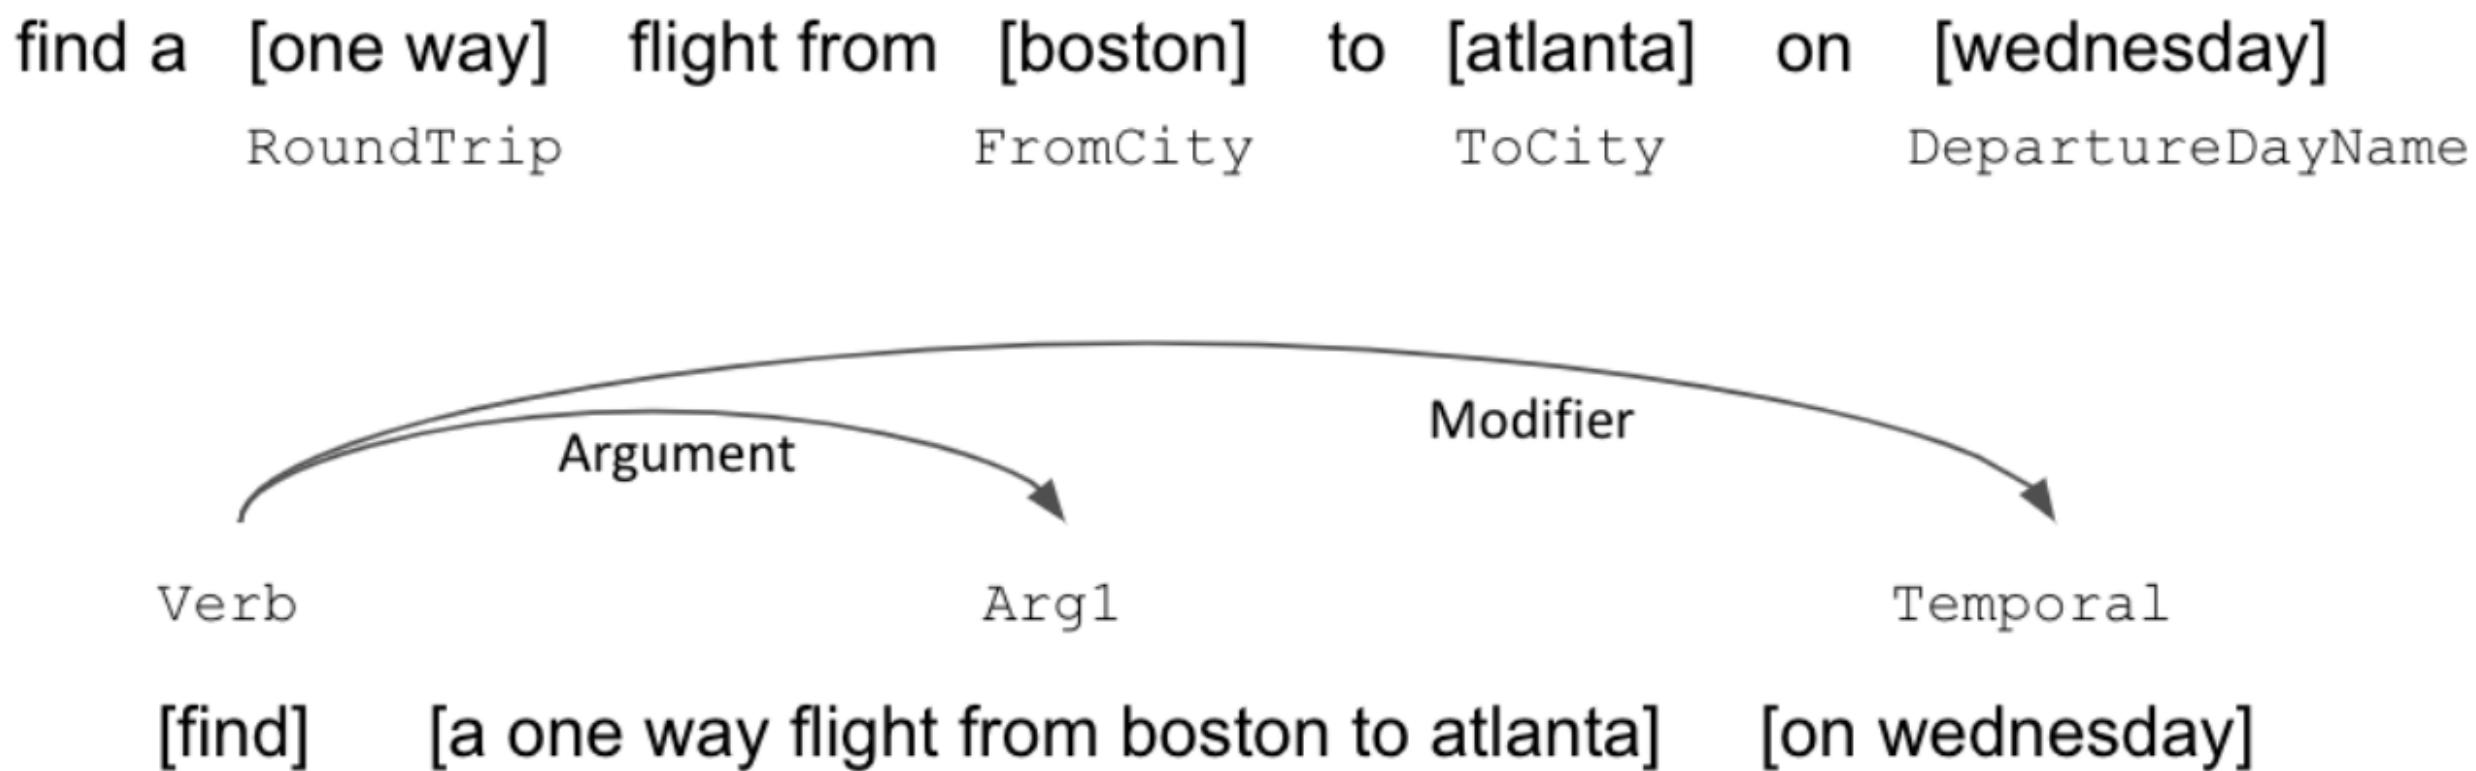 find a [one way] flight from [boston] to [atlanta] on [wednesday]
RoundTrip FromCity ToCity DepartureDayName
Modifier
Argument
Verb Arg1 Temporal
[find] [a one way flight from boston to atlanta] [on wednesday]